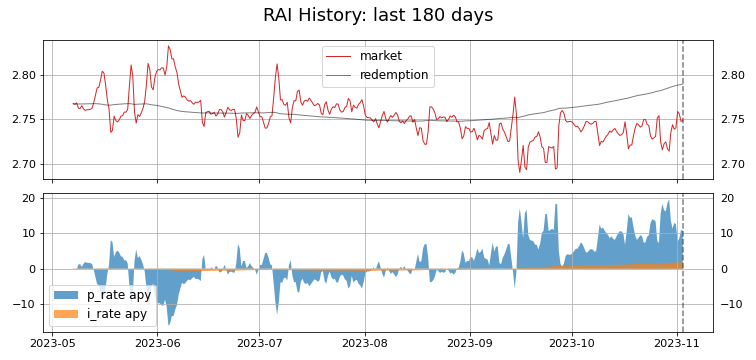 RAI History: last 180 days
market
redemption
2.80 2.80
2.75 2.75
2.70 2.70
20 20
10 10
0 0
−10 −10
p_rate apy
i_rate apy
2023-05 2023-06 2023-07 2023-08 2023-09 2023-10 2023-11